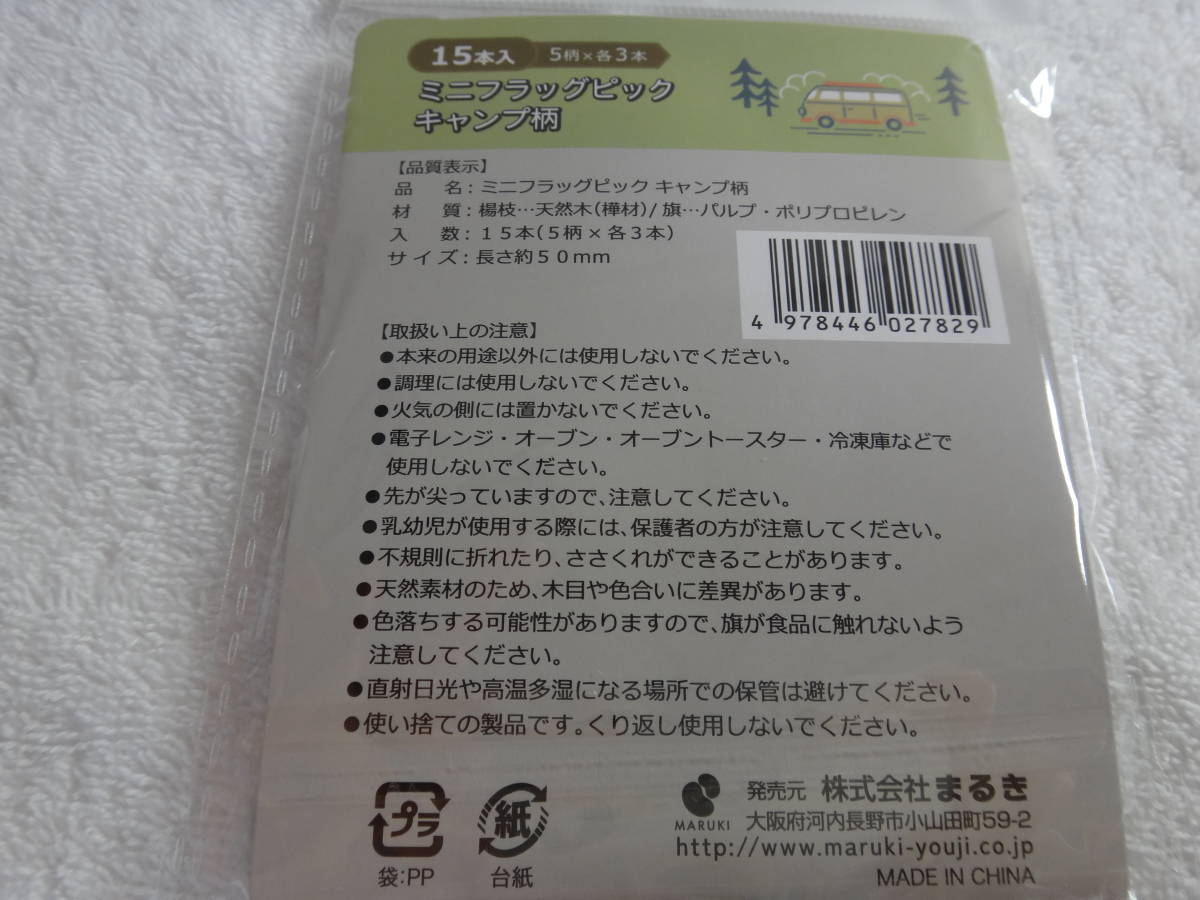 15本入 5柄×各3本
ミニフラッグピック
キャンプ柄
【品質表示】
品 名：ミニフラッグピック キャンプ柄
材 質：楊枝…天然木(樺材)/旗…パルプ・ポリプロピレン
入 数：１５本(５柄×各３本)
サイズ：長さ約５０mm
4 978446 027829
【取扱い上の注意】
●本来の用途以外には使用しないでください。
●調理には使用しないでください。
●火気の側には置かないでください。
●電子レンジ・オーブン・オーブントースター・冷凍庫などで
使用しないでください。
●先が尖っていますので、注意してください。
●乳幼児が使用する際には、保護者の方が注意してください。
●不規則に折れたり、ささくれができることがあります。
●天然素材のため、木目や色合いに差異があります。
●色落ちする可能性がありますので、旗が食品に触れないよう
注意してください。
●直射日光や高温多湿になる場所での保管は避けてください。
●使い捨ての製品です。くり返し使用しないでください。
プラ
袋：PP
紙
台紙
MARUKI
発売元 株式会社まるき
大阪府河内長野市小山田町59-2
http://www.maruki-youji.co.jp
MADE IN CHINA